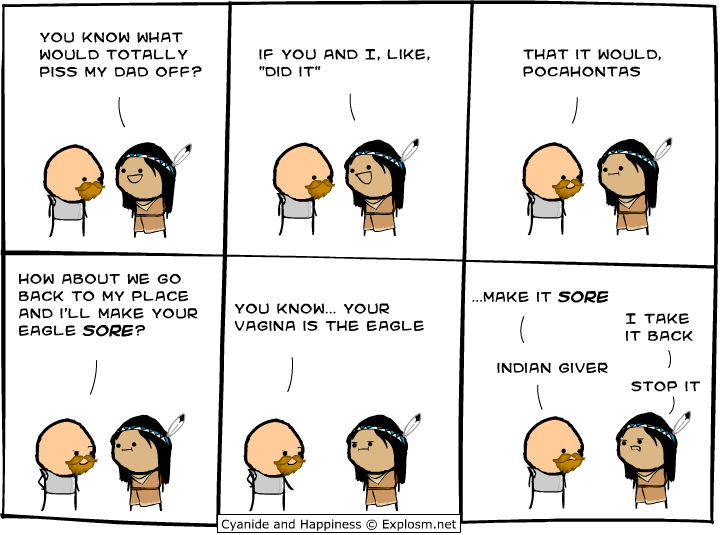 YOU KNOW WHAT
WOULD TOTALLY
PISS MY DAD OFF?
IF YOU AND I, LIKE,
"DID IT"
THAT IT WOULD,
POCAHONTAS
HOW ABOUT WE GO
BACK TO MY PLACE
AND I'LL MAKE YOUR
EAGLE SORE?
YOU KNOW... YOUR
VAGINA IS THE EAGLE
...MAKE IT SORE
I TAKE
IT BACK
INDIAN GIVER
STOP IT
Cyanide and Happiness © Explosm.net